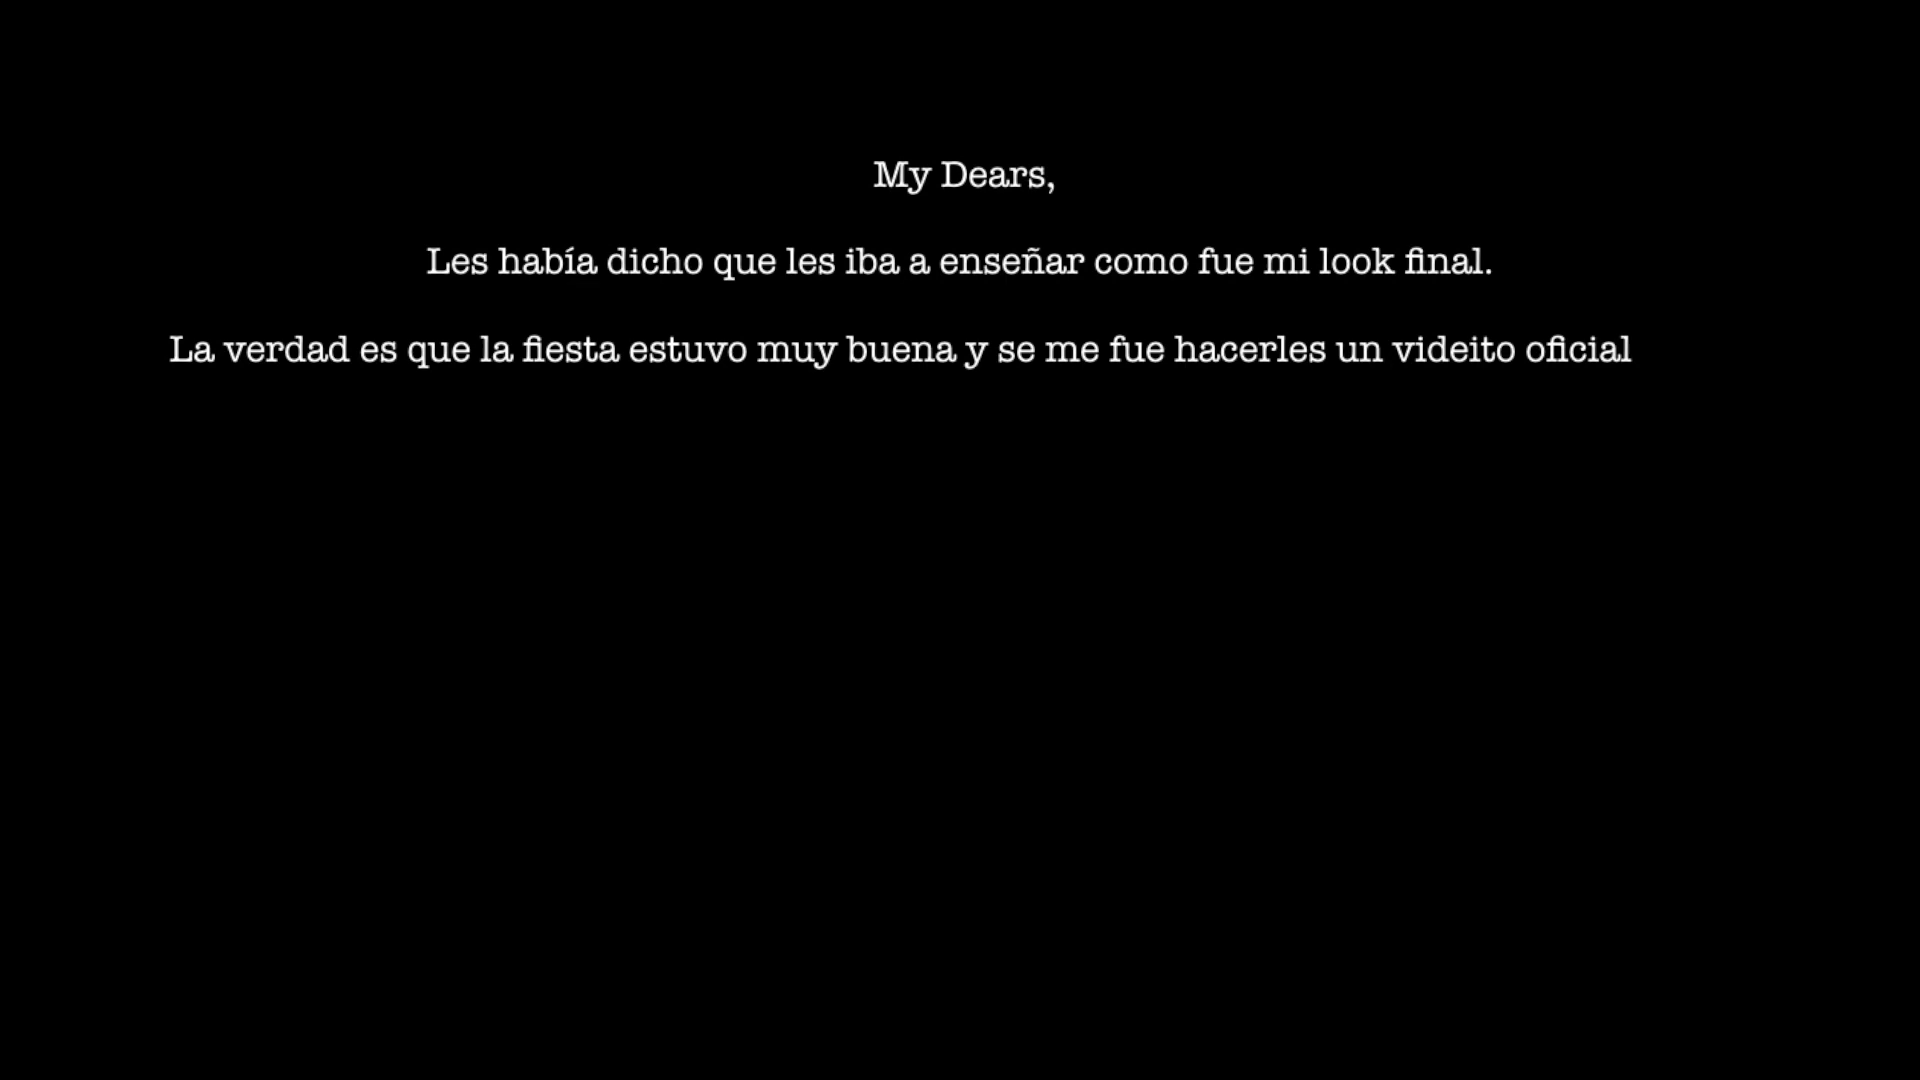 My Dears,
Les había dicho que les iba a enseñar como fue mi look final.
La verdad es que la fiesta estuvo muy buena y se me fue hacerles un videito oficial